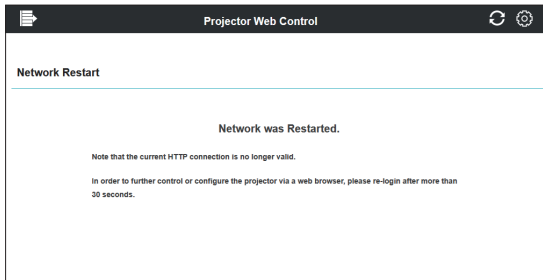 Projector Web Control
Network Restart
Network was Restarted.
Note that the current HTTP connection is no longer valid.
In order to further control or configure the projector via a web browser, please re-login after more than
30 seconds.